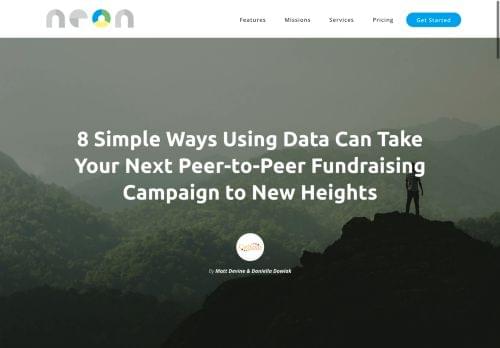 neon
Features Missions Services Pricing Get Started
8 Simple Ways Using Data Can Take
Your Next Peer-to-Peer Fundraising
Campaign to New Heights
By Matt Devine & Daniella Dowiak